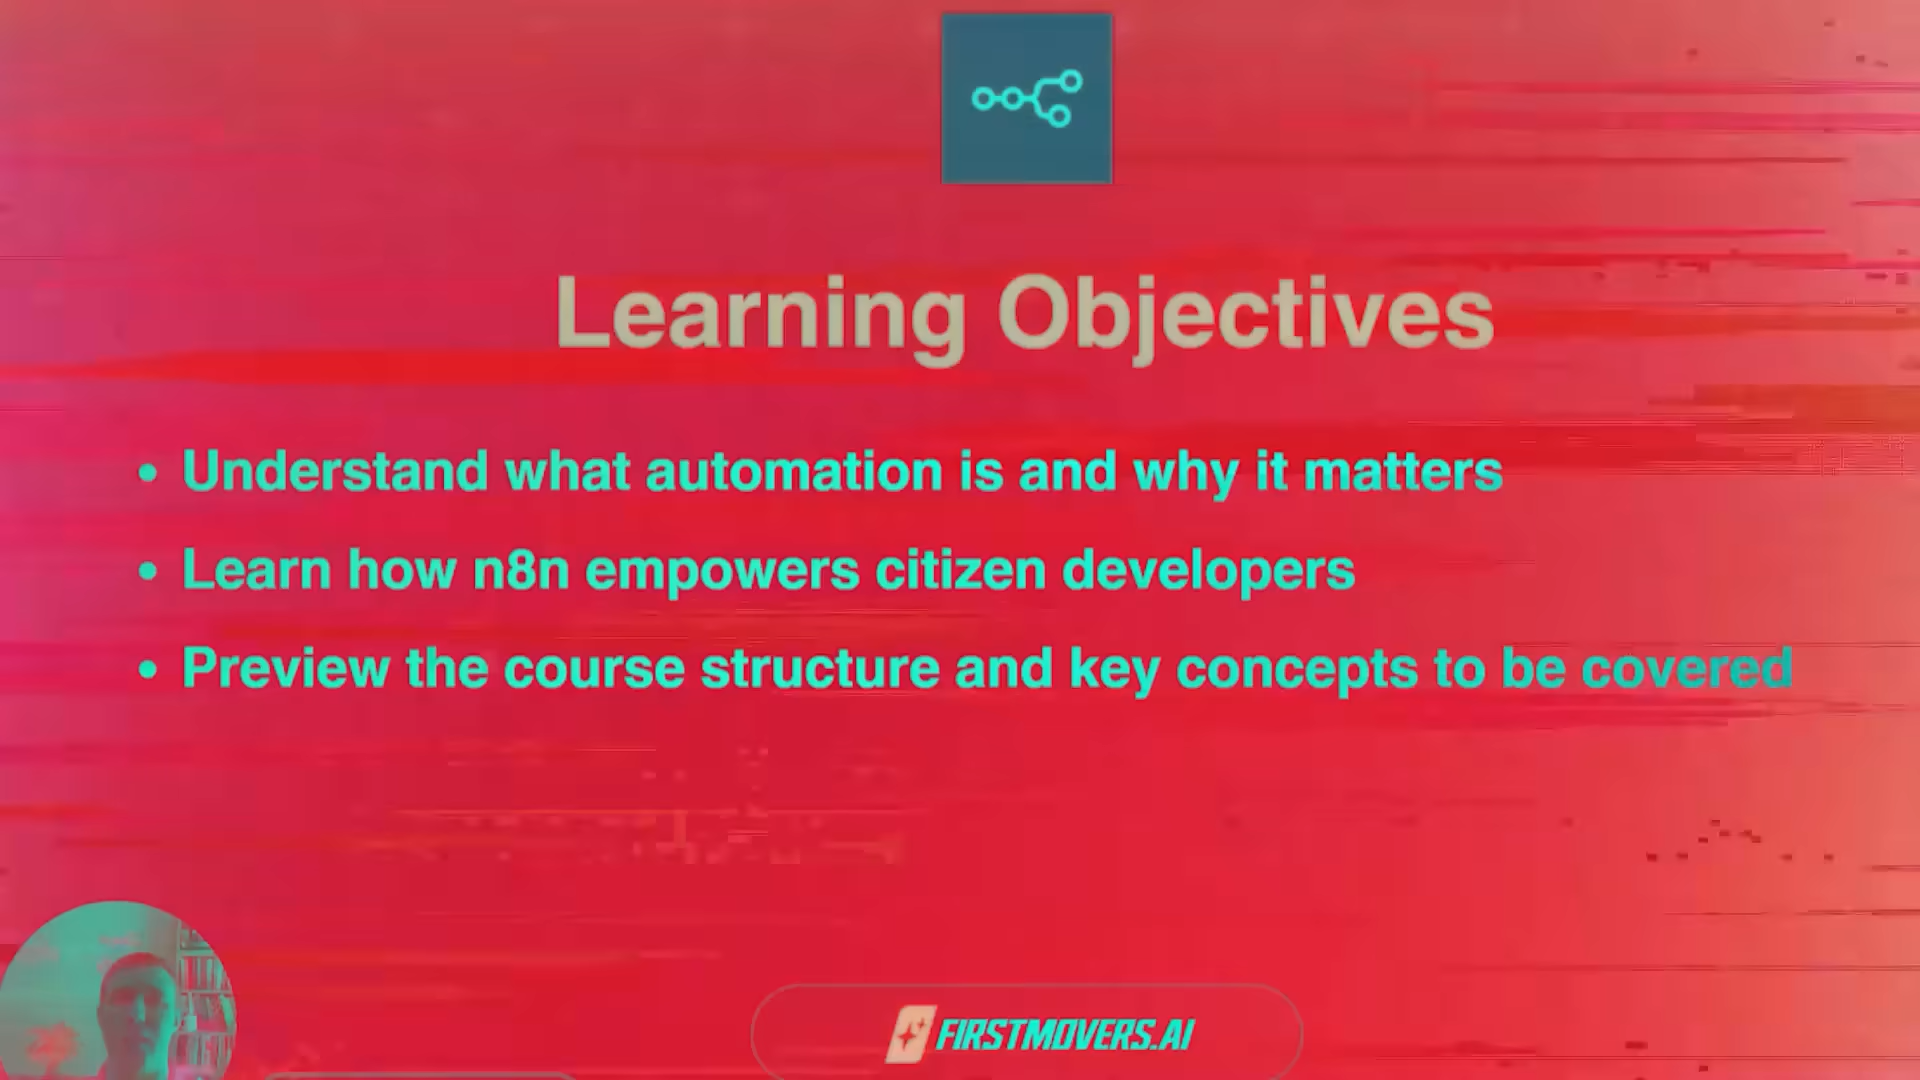 Learning Objectives
• Understand what automation is and why it matters
• Learn how n8n empowers citizen developers
• Preview the course structure and key concepts to be covered
FIRSTMOVERS.AI